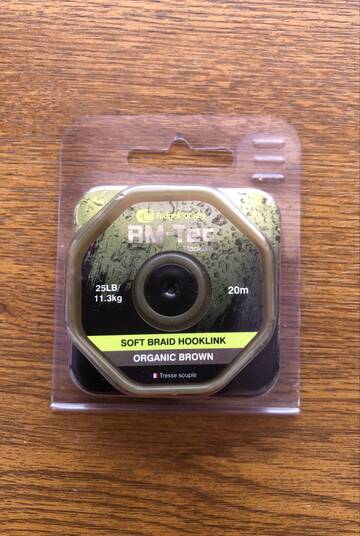 RidgeMonkey
RM-Tec
25LB/
11.3kg
20m
SOFT BRAID HOOKLINK
ORGANIC BROWN
Tresse souple